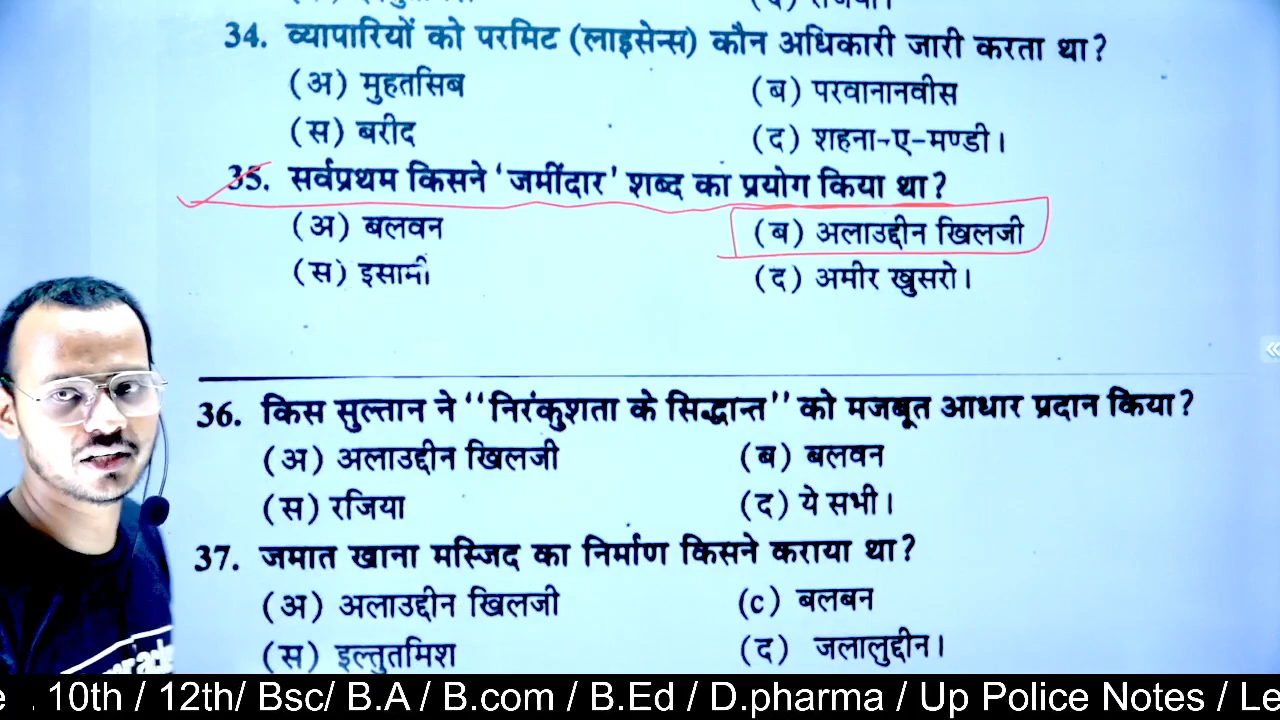 34. व्यापारियों को परमिट (लाइसेन्स) कौन अधिकारी जारी करता था?
(अ) मुहतसिब (ब) परवानानवीस
(स) बरीद (द) शहना-ए-मण्डी।
35. सर्वप्रथम किसने 'जमींदार' शब्द का प्रयोग किया था?
(अ) बलवन (ब) अलाउद्दीन खिलजी
(स) इसामी (द) अमीर खुसरो।
36. किस सुल्तान ने ''निरंकुशता के सिद्धान्त'' को मजबूत आधार प्रदान किया?
(अ) अलाउद्दीन खिलजी (ब) बलवन
(स) रजिया (द) ये सभी।
37. जमात खाना मस्जिद का निर्माण किसने कराया था?
(अ) अलाउद्दीन खिलजी (c) बलबन
(स) इल्तुतमिश (द) जलालुद्दीन।
e . 10th / 12th/ Bsc/ B.A / B.com / B.Ed / D.pharma / Up Police Notes / Le